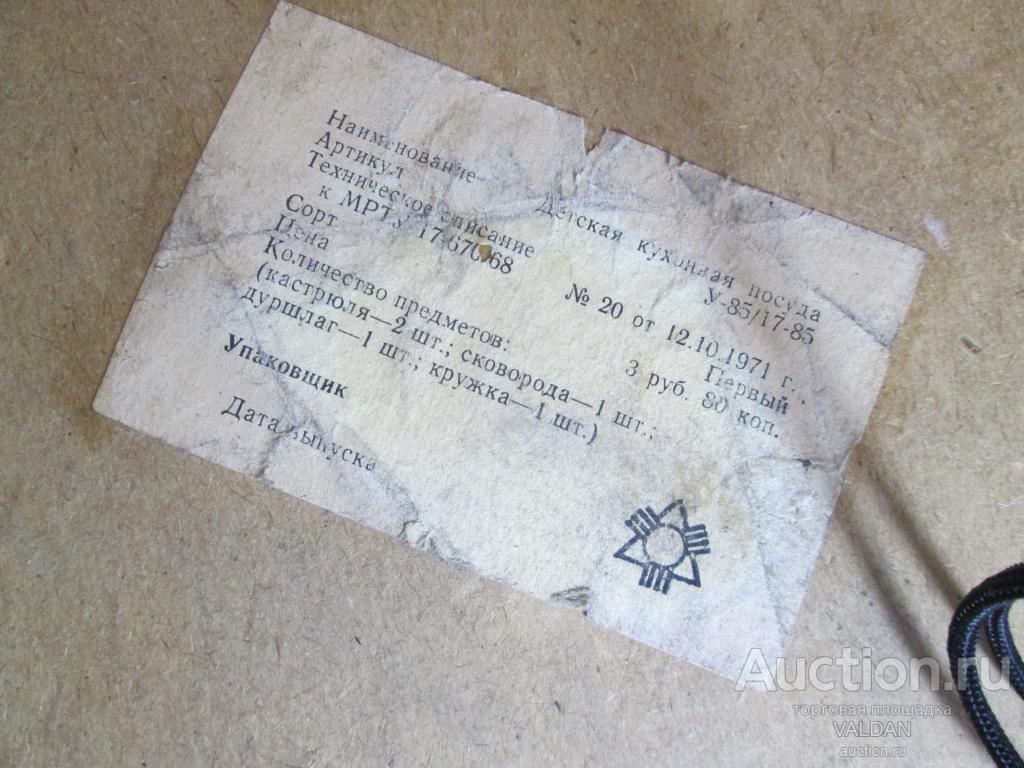 Наименование Детская кухонная посуда
Артикул У-85/17-85
Техническое описание
к МРТУ 17-670-68 № 20 от 12.10.1971 г.
Сорт Первый
Цена 3 руб. 80 коп.
Количество предметов:
(кастрюля—2 шт.; сковорода—1 шт.;
дуршлаг—1 шт.; кружка—1 шт.)
Упаковщик
Дата выпуска
Auction.ru
торговая площадка
VALDAN
auction.ru